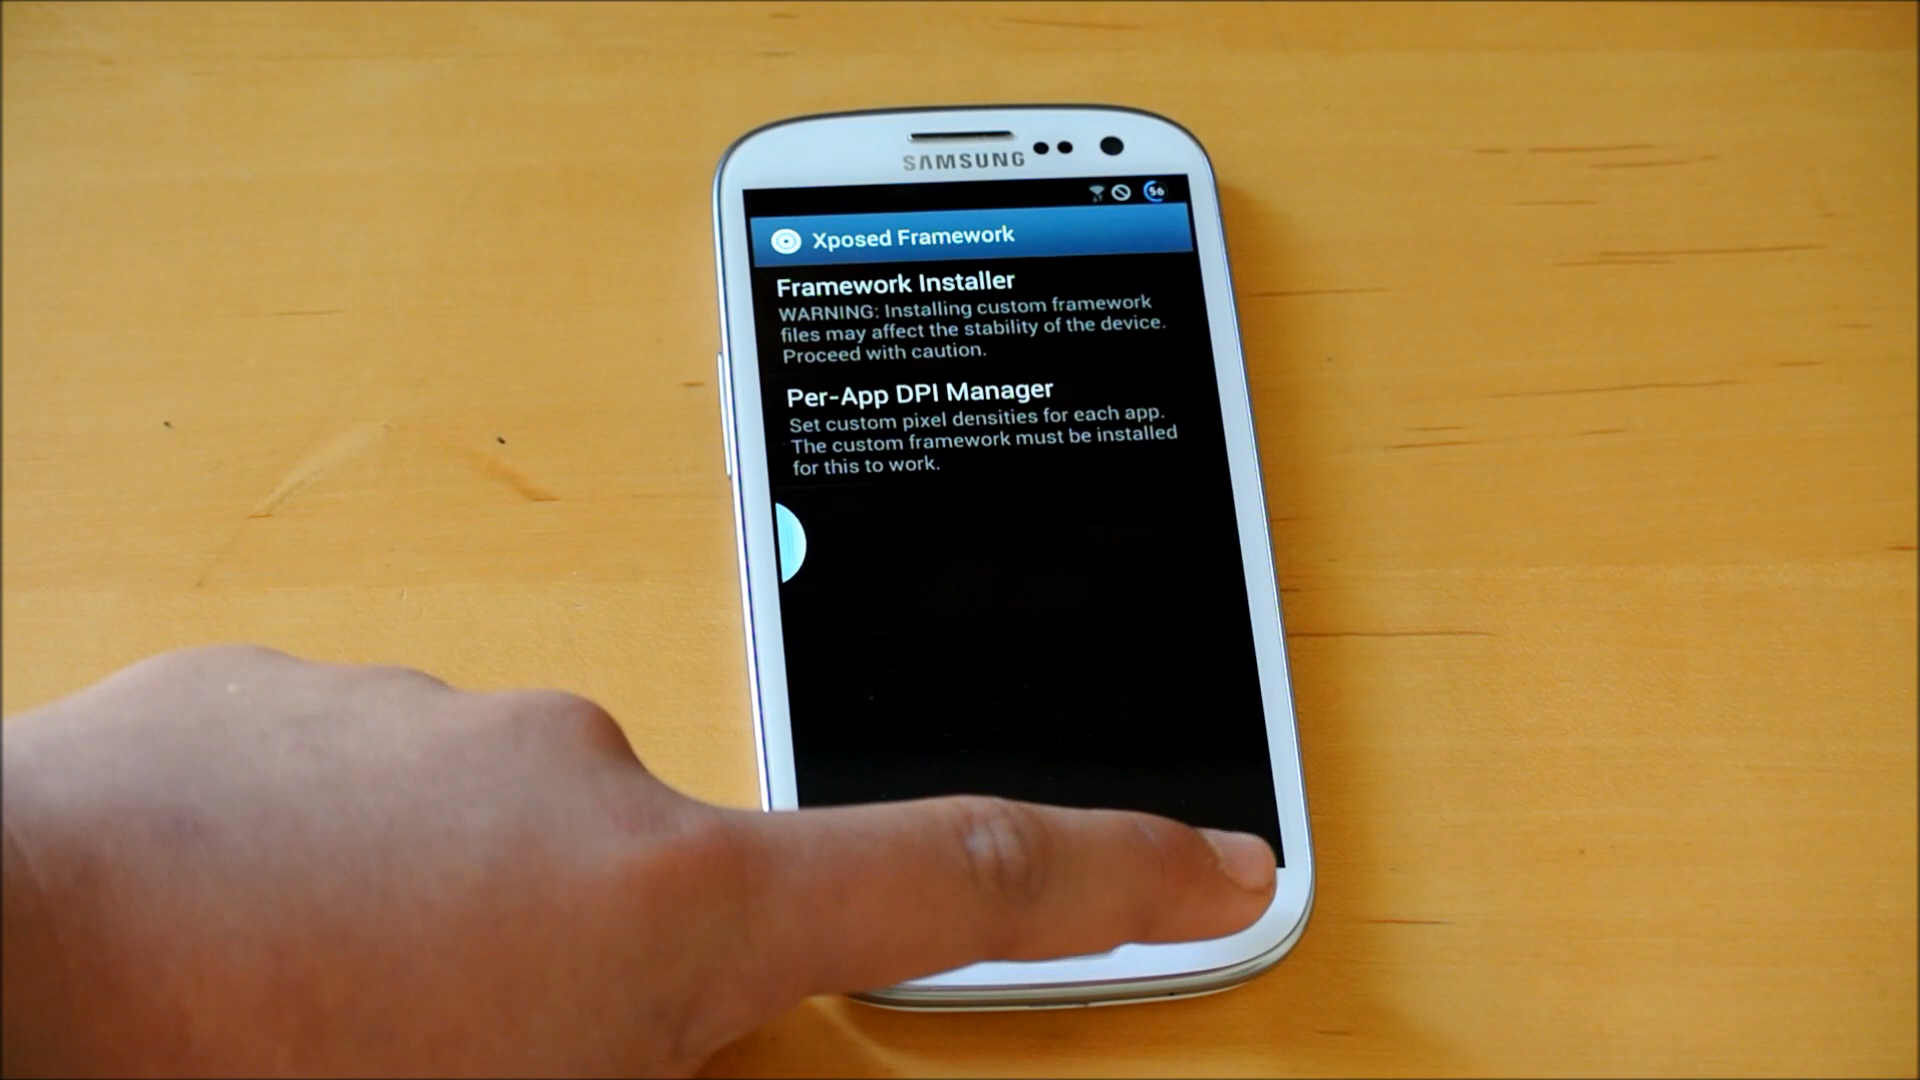 SAMSUNG
56
Xposed Framework
Framework Installer
WARNING: Installing custom framework
files may affect the stability of the device.
Proceed with caution.
Per-App DPI Manager
Set custom pixel densities for each app.
The custom framework must be installed
for this to work.